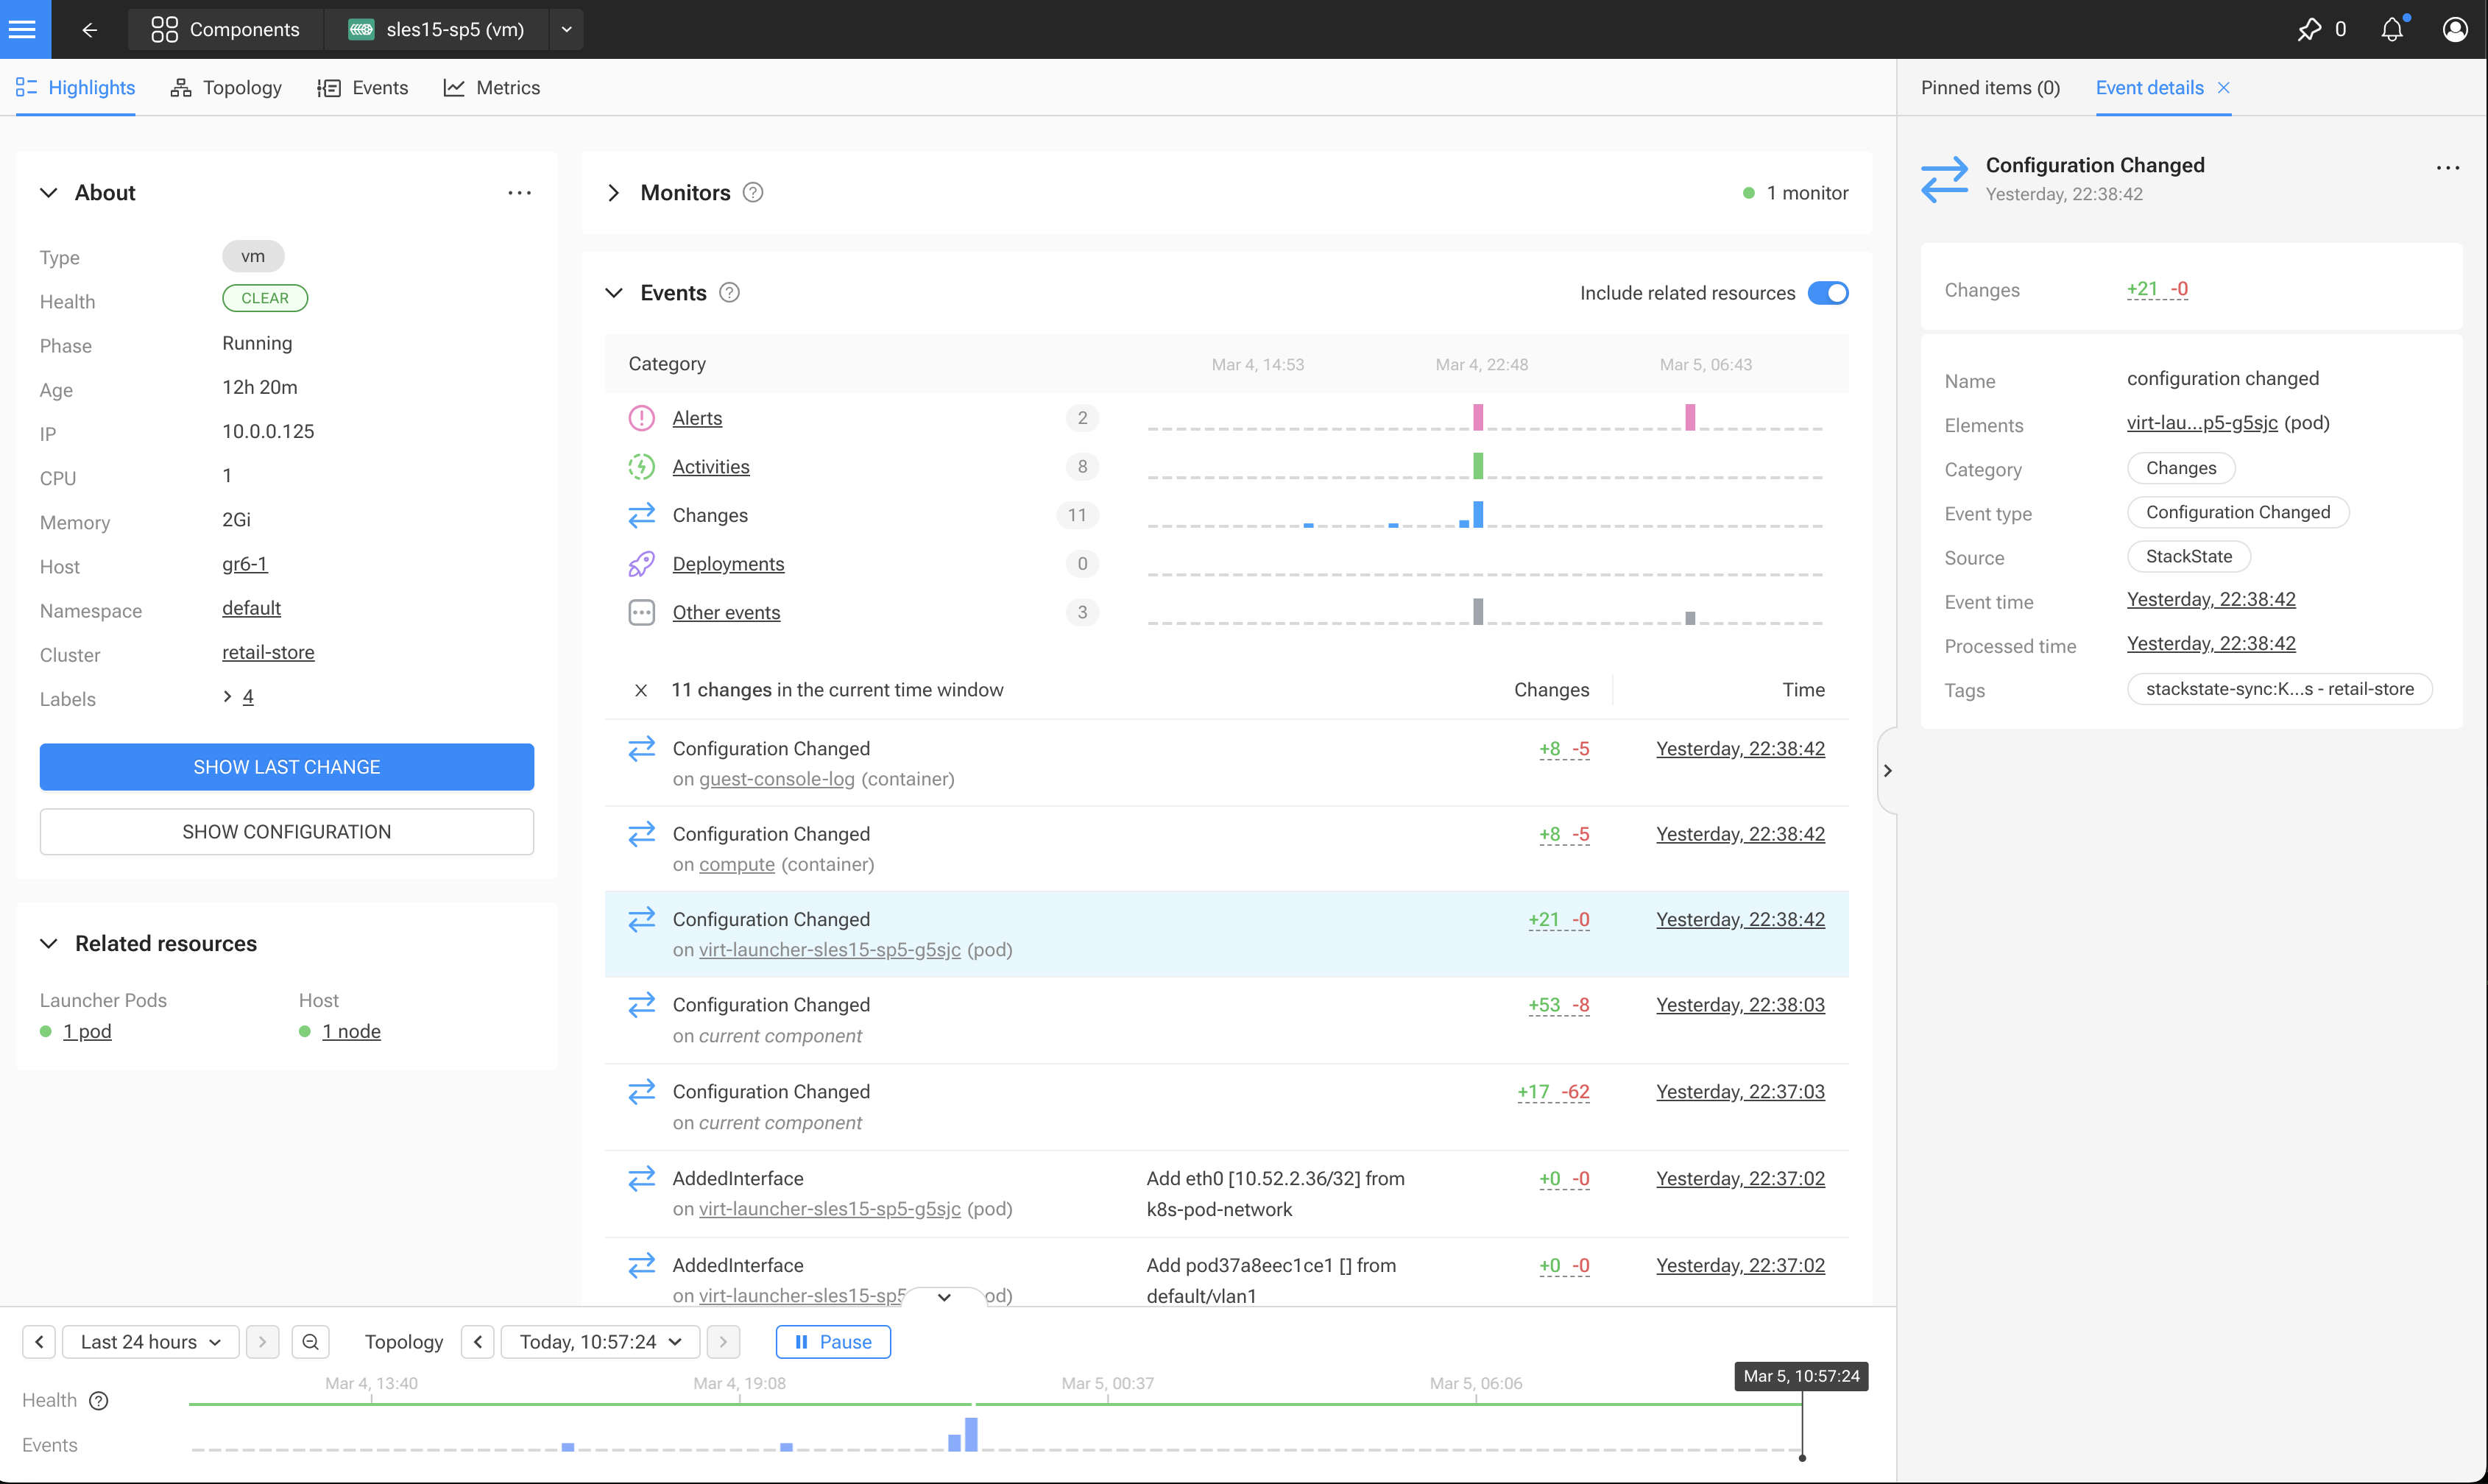 Components
sles15-sp5 (vm)
0
Highlights
Topology
Events
Metrics
Pinned items (0)
Event details
About
Type vm
Health CLEAR
Phase Running
Age 12h 20m
IP 10.0.0.125
CPU 1
Memory 2Gi
Host gr6-1
Namespace default
Cluster retail-store
Labels 4
SHOW LAST CHANGE
SHOW CONFIGURATION
Related resources
Launcher Pods Host
1 pod 1 node
Monitors ?
1 monitor
Events ?
Include related resources
Category Mar 4, 14:53 Mar 4, 22:48 Mar 5, 06:43
Alerts 2
Activities 8
Changes 11
Deployments 0
Other events 3
11 changes in the current time window Changes Time
Configuration Changed +8 -5 Yesterday, 22:38:42
on guest-console-log (container)
Configuration Changed +8 -5 Yesterday, 22:38:42
on compute (container)
Configuration Changed +21 -0 Yesterday, 22:38:42
on virt-launcher-sles15-sp5-g5sjc (pod)
Configuration Changed +53 -8 Yesterday, 22:38:03
on current component
Configuration Changed +17 -62 Yesterday, 22:37:03
on current component
AddedInterface Add eth0 [10.52.2.36/32] from +0 -0 Yesterday, 22:37:02
on virt-launcher-sles15-sp5-g5sjc (pod) k8s-pod-network
AddedInterface Add pod37a8eec1ce1 [] from +0 -0 Yesterday, 22:37:02
on virt-launcher-sles15-sp5 od) default/vlan1
Configuration Changed
Yesterday, 22:38:42
Changes +21 -0
Name configuration changed
Elements virt-lau...p5-g5sjc (pod)
Category Changes
Event type Configuration Changed
Source StackState
Event time Yesterday, 22:38:42
Processed time Yesterday, 22:38:42
Tags stackstate-sync:K...s - retail-store
Last 24 hours
Topology
Today, 10:57:24
Pause
Mar 4, 13:40 Mar 4, 19:08 Mar 5, 00:37 Mar 5, 06:06 Mar 5, 10:57:24
Health ?
Events